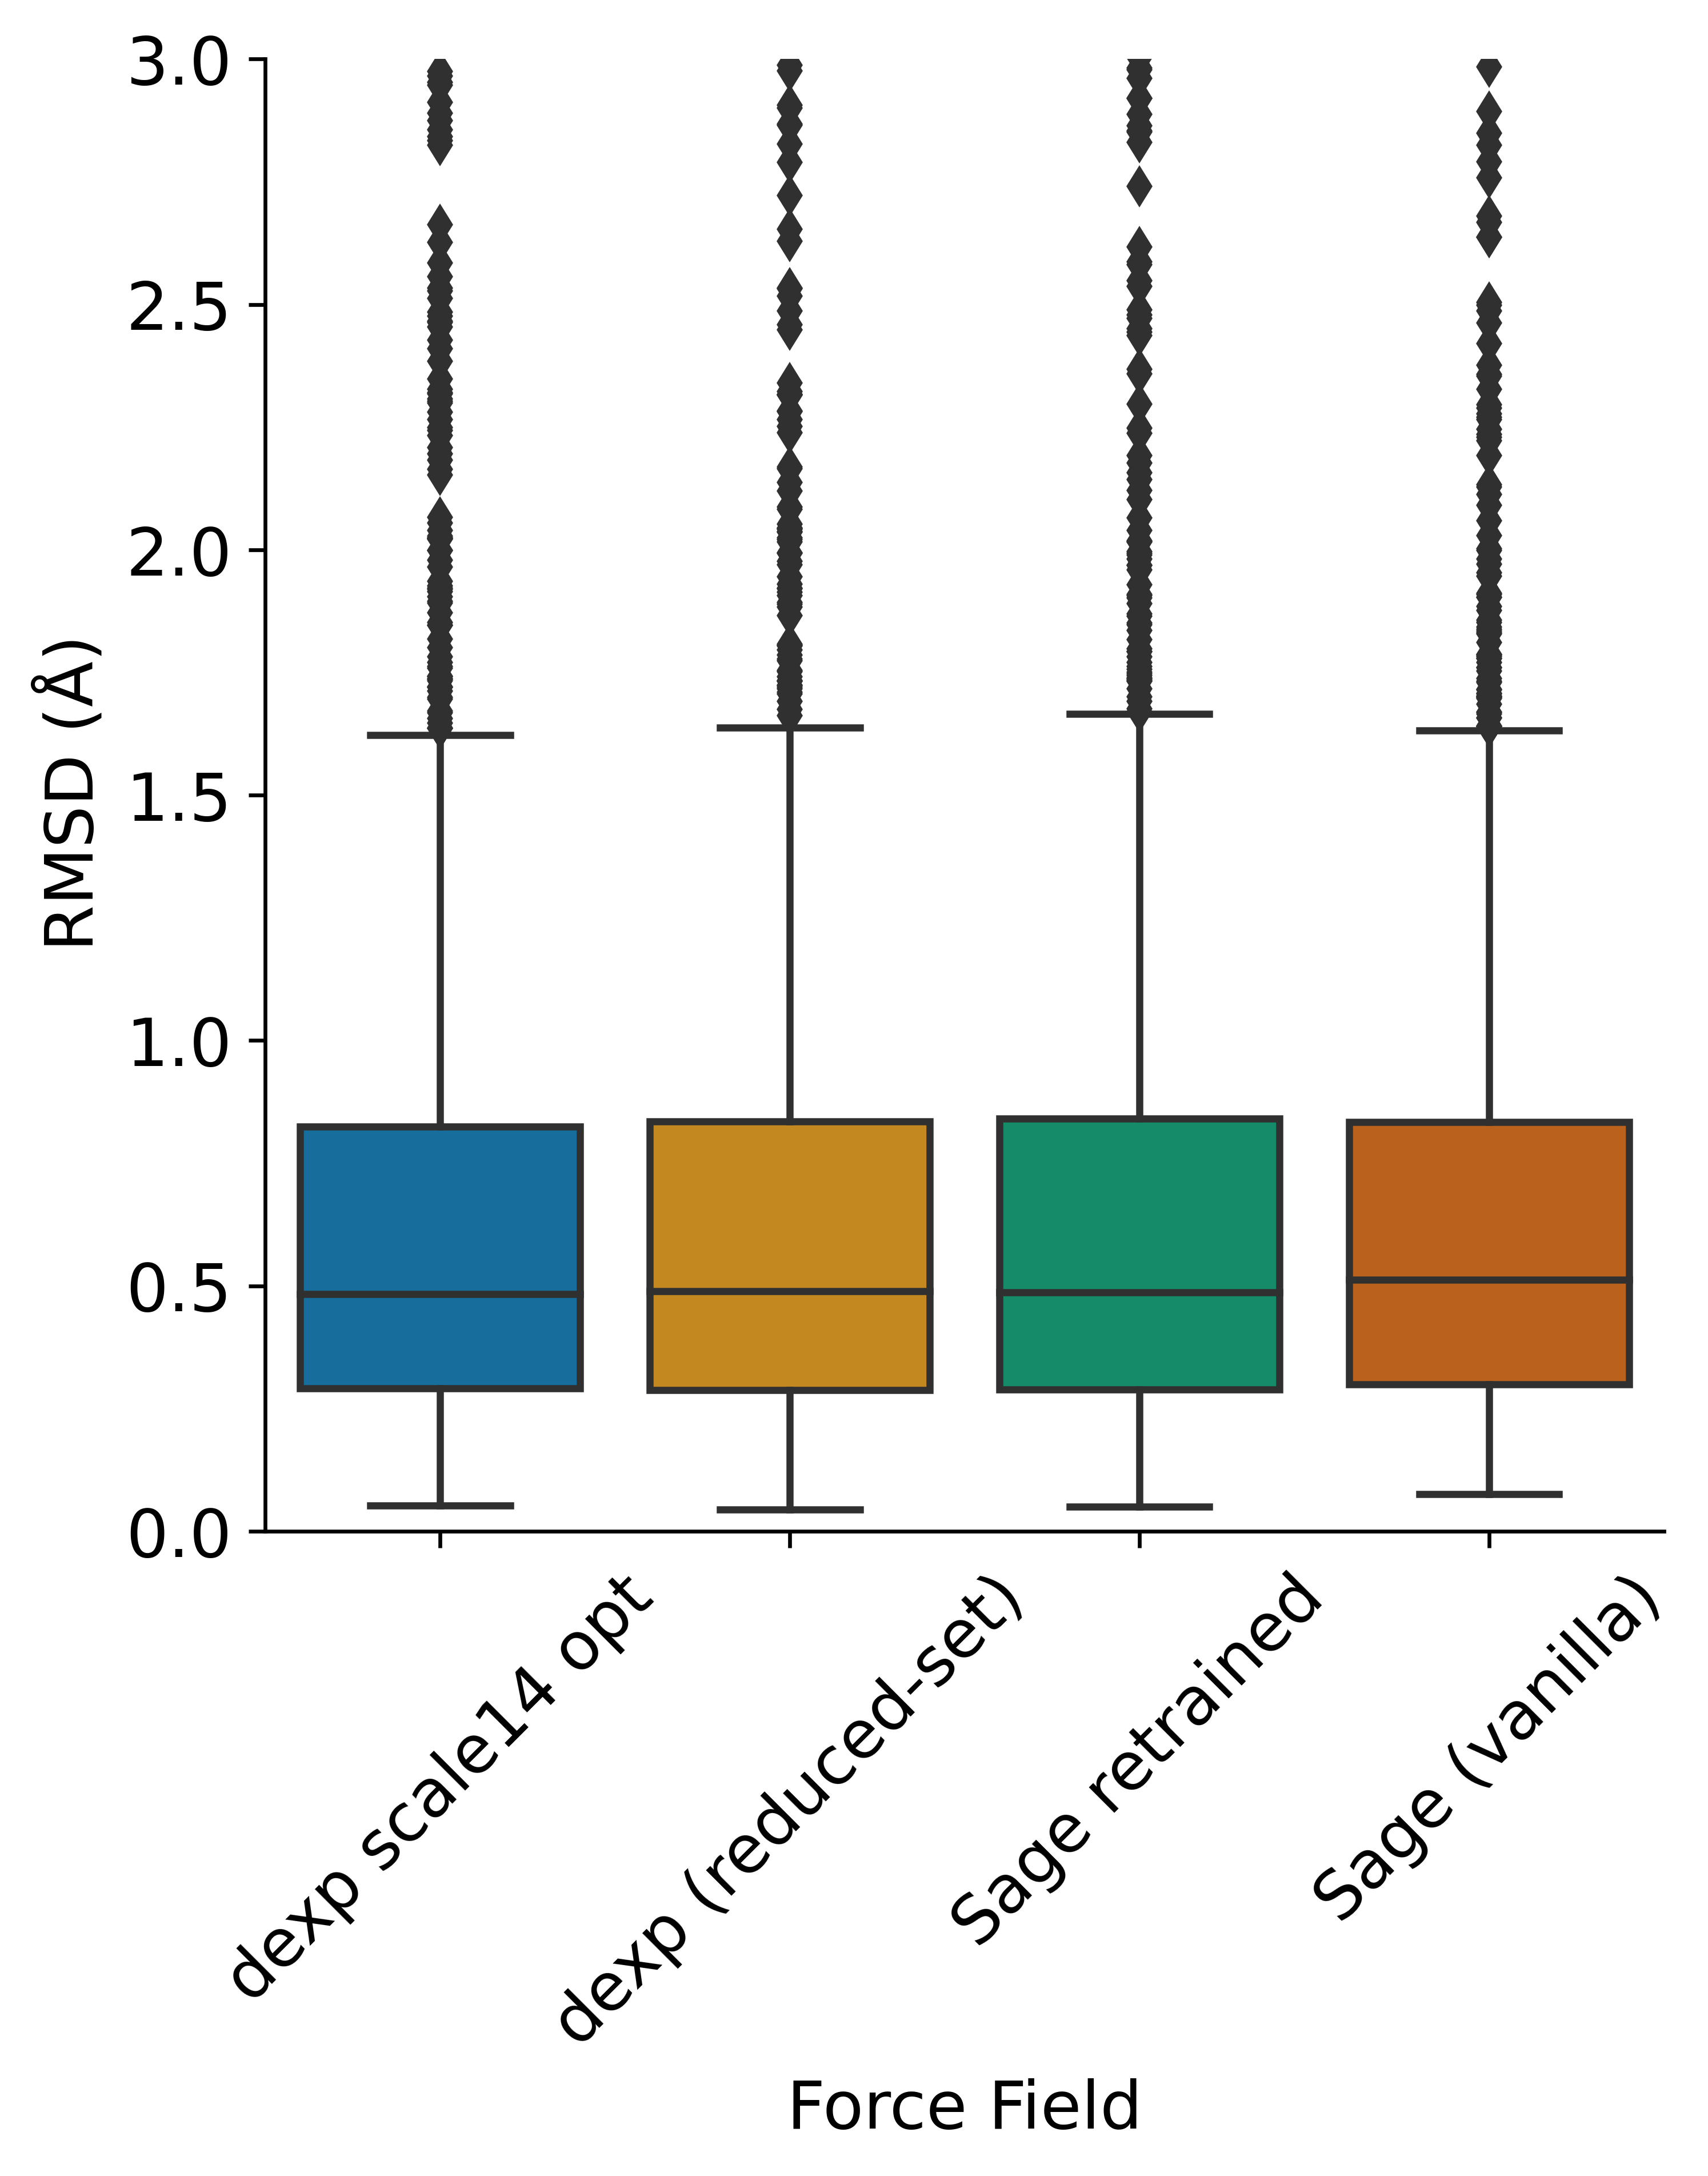 3.0
2.5
2.0
1.5
1.0
0.5
0.0
RMSD (Å)
dexp scale14 opt
dexp (reduced-set)
Sage retrained
Sage (vanilla)
Force Field